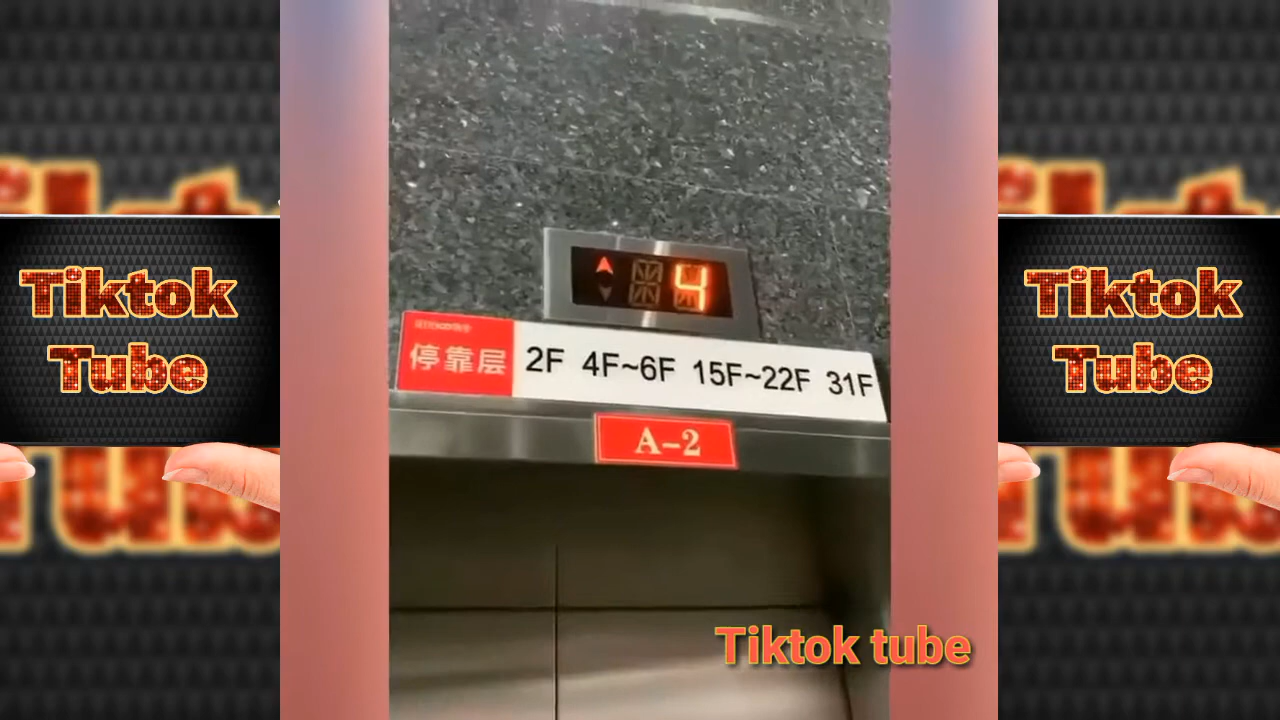 4
停靠层 2F 4F~6F 15F~22F 31F
A-2
Tiktok
Tube
Tiktok
Tube
Tiktok tube